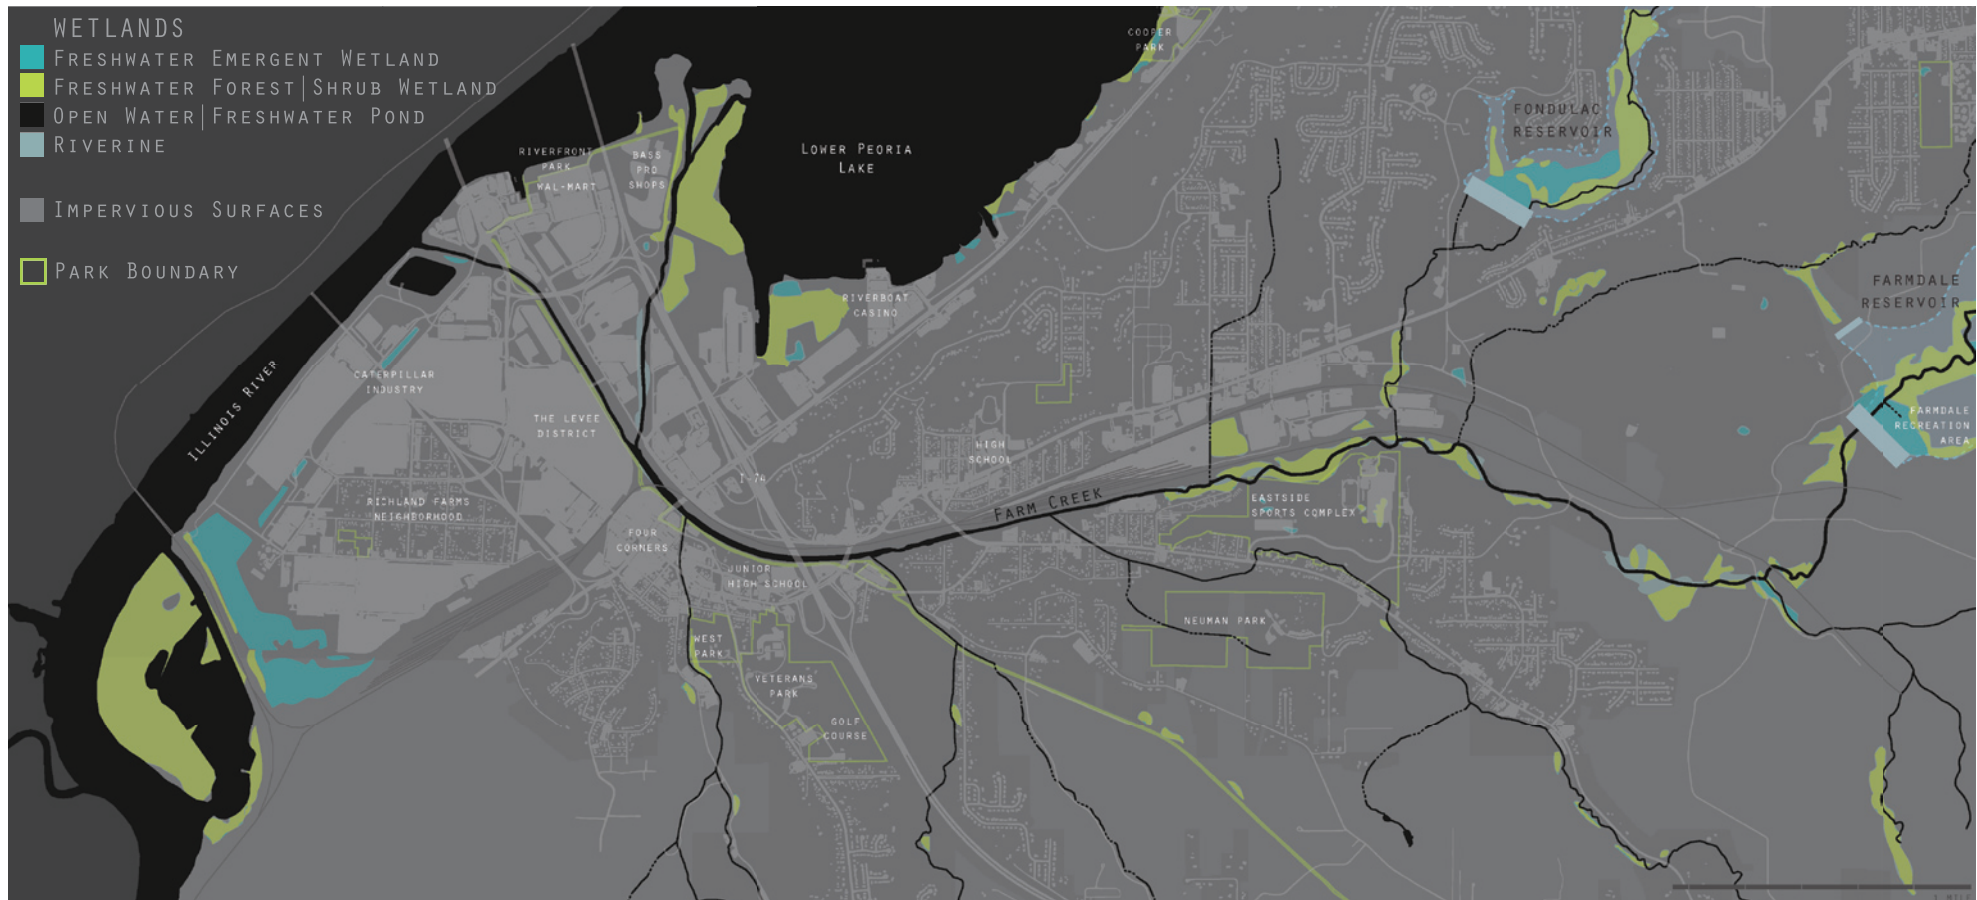 WETLANDS
FRESHWATER EMERGENT WETLAND
FRESHWATER FOREST|SHRUB WETLAND
OPEN WATER|FRESHWATER POND
RIVERINE
IMPERVIOUS SURFACES
PARK BOUNDARY
COOPER
PARK
RIVERFRONT
PARK
WAL-MART
BASS
PRO
SHOPS
LOWER PEORIA
LAKE
FONDULAC
RESERVOIR
FARMDALE
RESERVOIR
RIVERBOAT
CASINO
ILLINOIS RIVER
CATERPILLAR
INDUSTRY
THE LEVEE
DISTRICT
HIGH
SCHOOL
FARMDALE
RECREATION
AREA
I-74
RICHLAND FARMS
NEIGHBORHOOD
FARM CREEK
EASTSIDE
SPORTS COMPLEX
FOUR
CORNERS
JUNIOR
HIGH SCHOOL
NEUMAN PARK
WEST
PARK
VETERANS
PARK
GOLF
COURSE